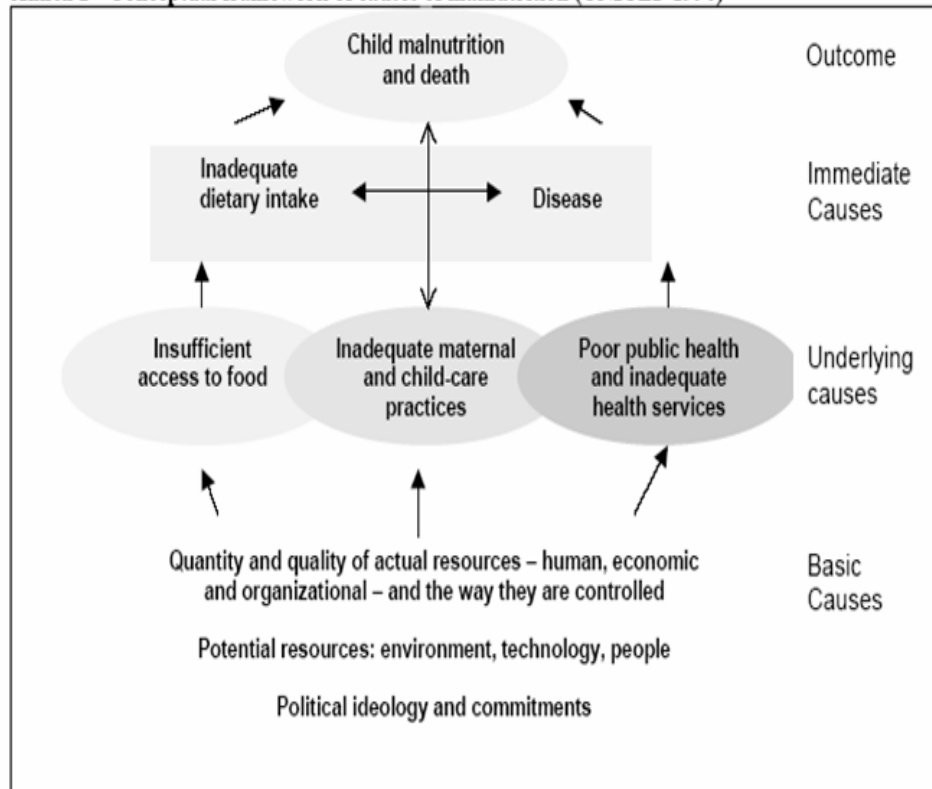 Child malnutrition
and death
Outcome
Inadequate
dietary intake
Disease
Immediate
Causes
Insufficient
access to food
Inadequate maternal
and child-care
practices
Poor public health
and inadequate
health services
Underlying
causes
Quantity and quality of actual resources – human, economic
and organizational – and the way they are controlled
Potential resources: environment, technology, people
Political ideology and commitments
Basic
Causes